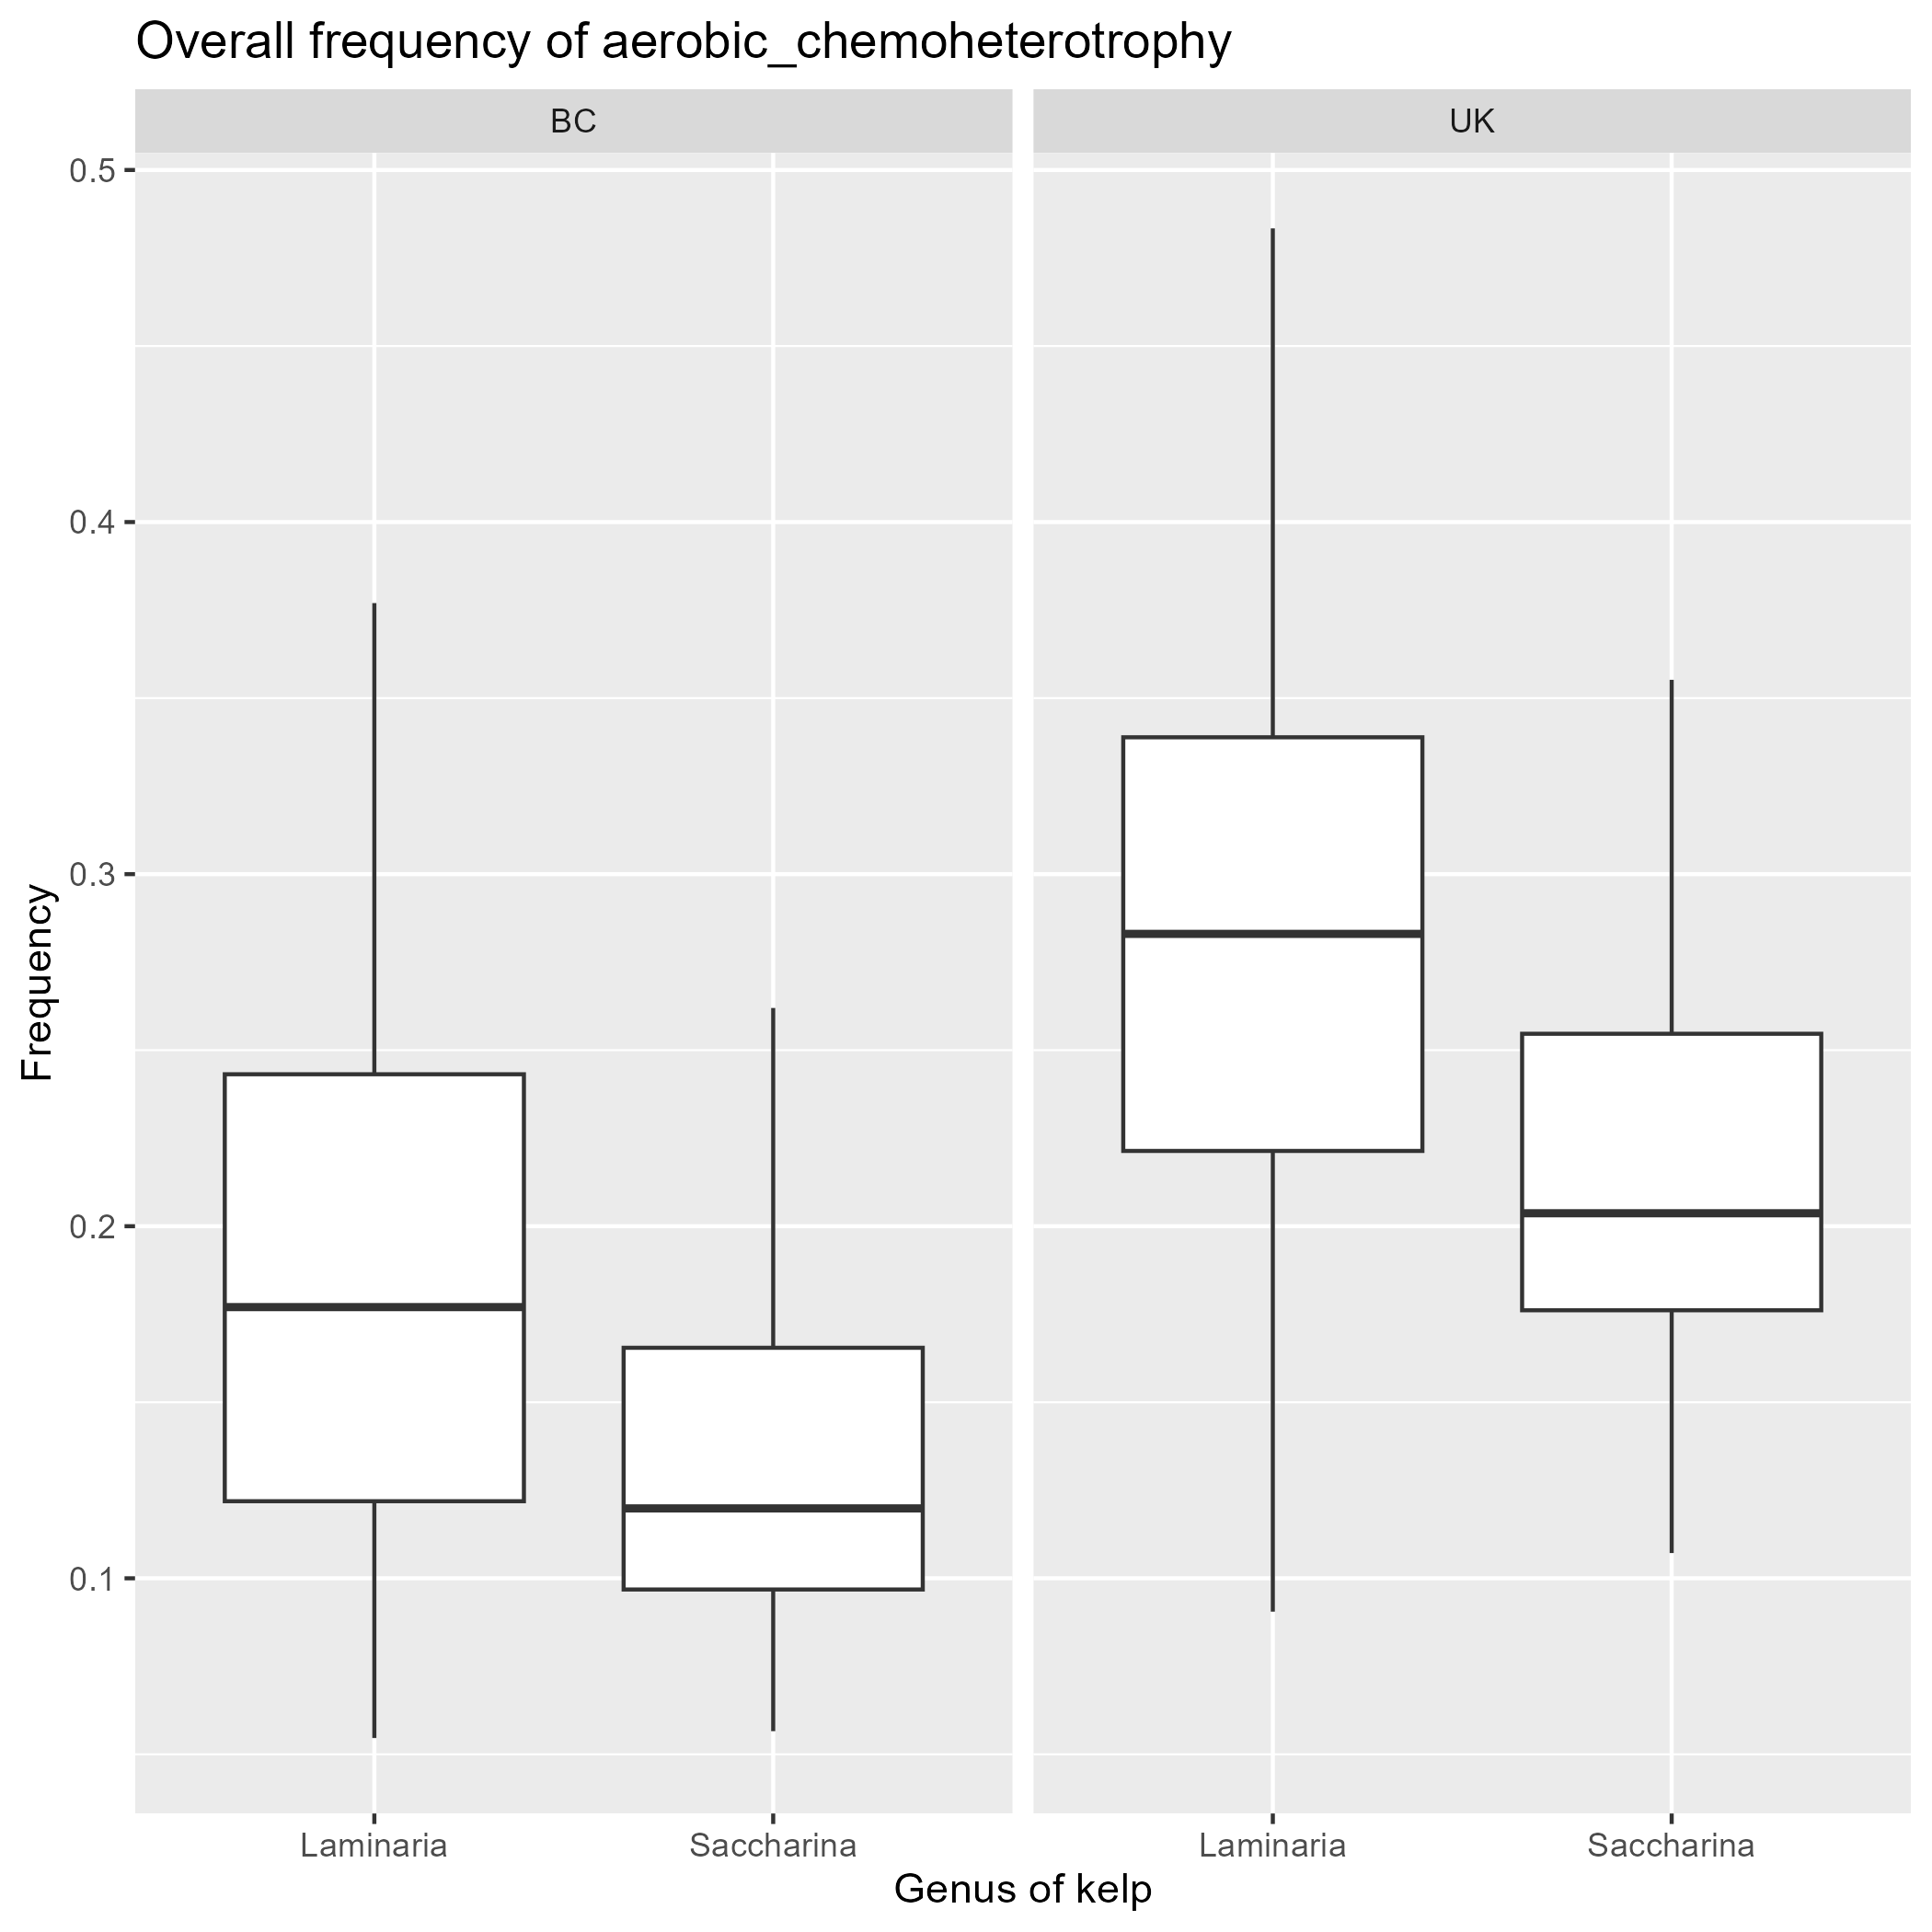 Overall frequency of aerobic_chemoheterotrophy
BC
UK
0.5
0.4
0.3
0.2
0.1
Frequency
Laminaria
Saccharina
Laminaria
Saccharina
Genus of kelp